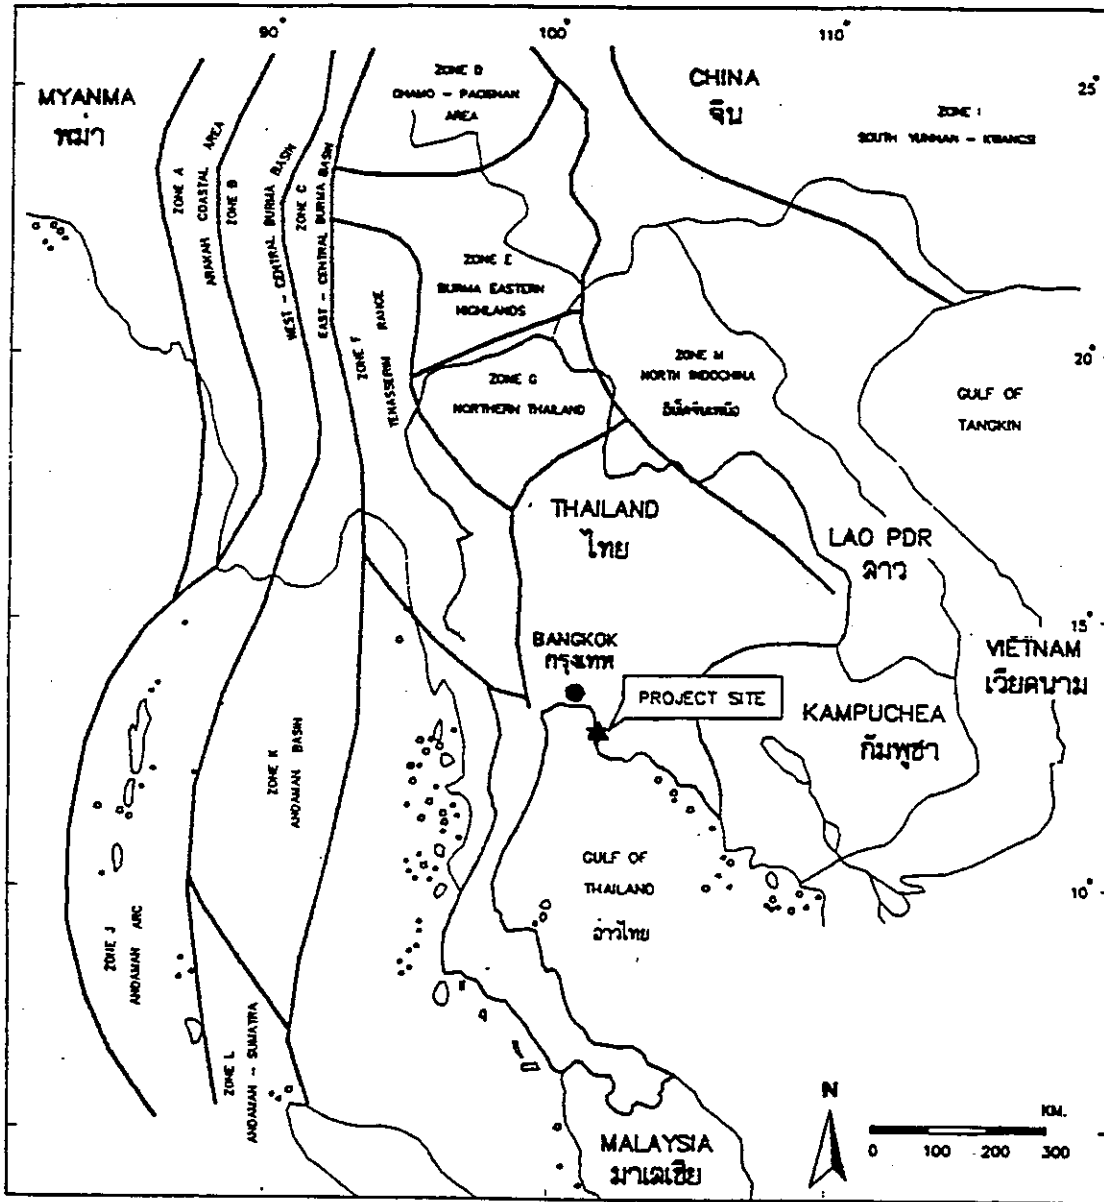 90°
100°
110°
25°
20°
15°
10°
MYANMA
พม่า
ZONE D
AREA
CHINA
จีน
ZONE I
SOUTH YUNNAN - KWANGSI
ZONE A
ARAKAN COASTAL AREA
ZONE B
WEST - CENTRAL BURMA BASIN
ZONE C
EAST - CENTRAL BURMA BASIN
ZONE E
BURMA EASTERN
HIGHLANDS
ZONE F
TENASSERIM RANGE
ZONE G
NORTHERN THAILAND
ZONE M
NORTH INDOCHINA
GULF OF
TANGKIN
THAILAND
ไทย
LAO PDR
ลาว
BANGKOK
กรุงเทพ
PROJECT SITE
VIETNAM
เวียดนาม
KAMPUCHEA
กัมพูชา
ZONE K
ANDAMAN BASIN
GULF OF
THAILAND
อ่าวไทย
ZONE J
ANDAMAN ARC
ZONE L
ANDAMAN - SUMATRA
MALAYSIA
มาเลเซีย
N
KM.
0 100 200 300